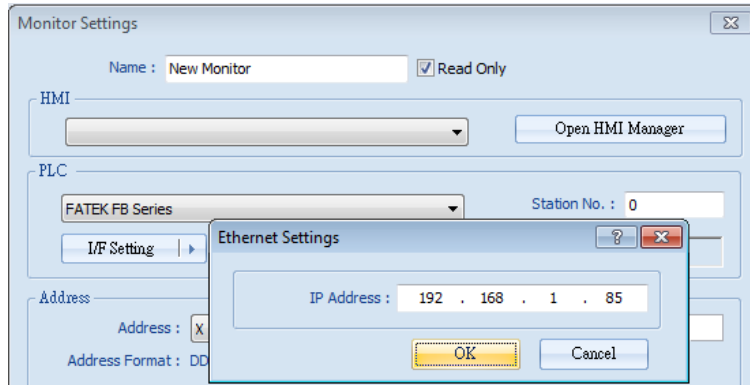 Monitor Settings
Name : New Monitor Read Only
HMI
Open HMI Manager
PLC
FATEK FB Series Station No. : 0
I/F Setting
Ethernet Settings
IP Address : 192 . 168 . 1 . 85
OK Cancel
Address
Address : X
Address Format : DD